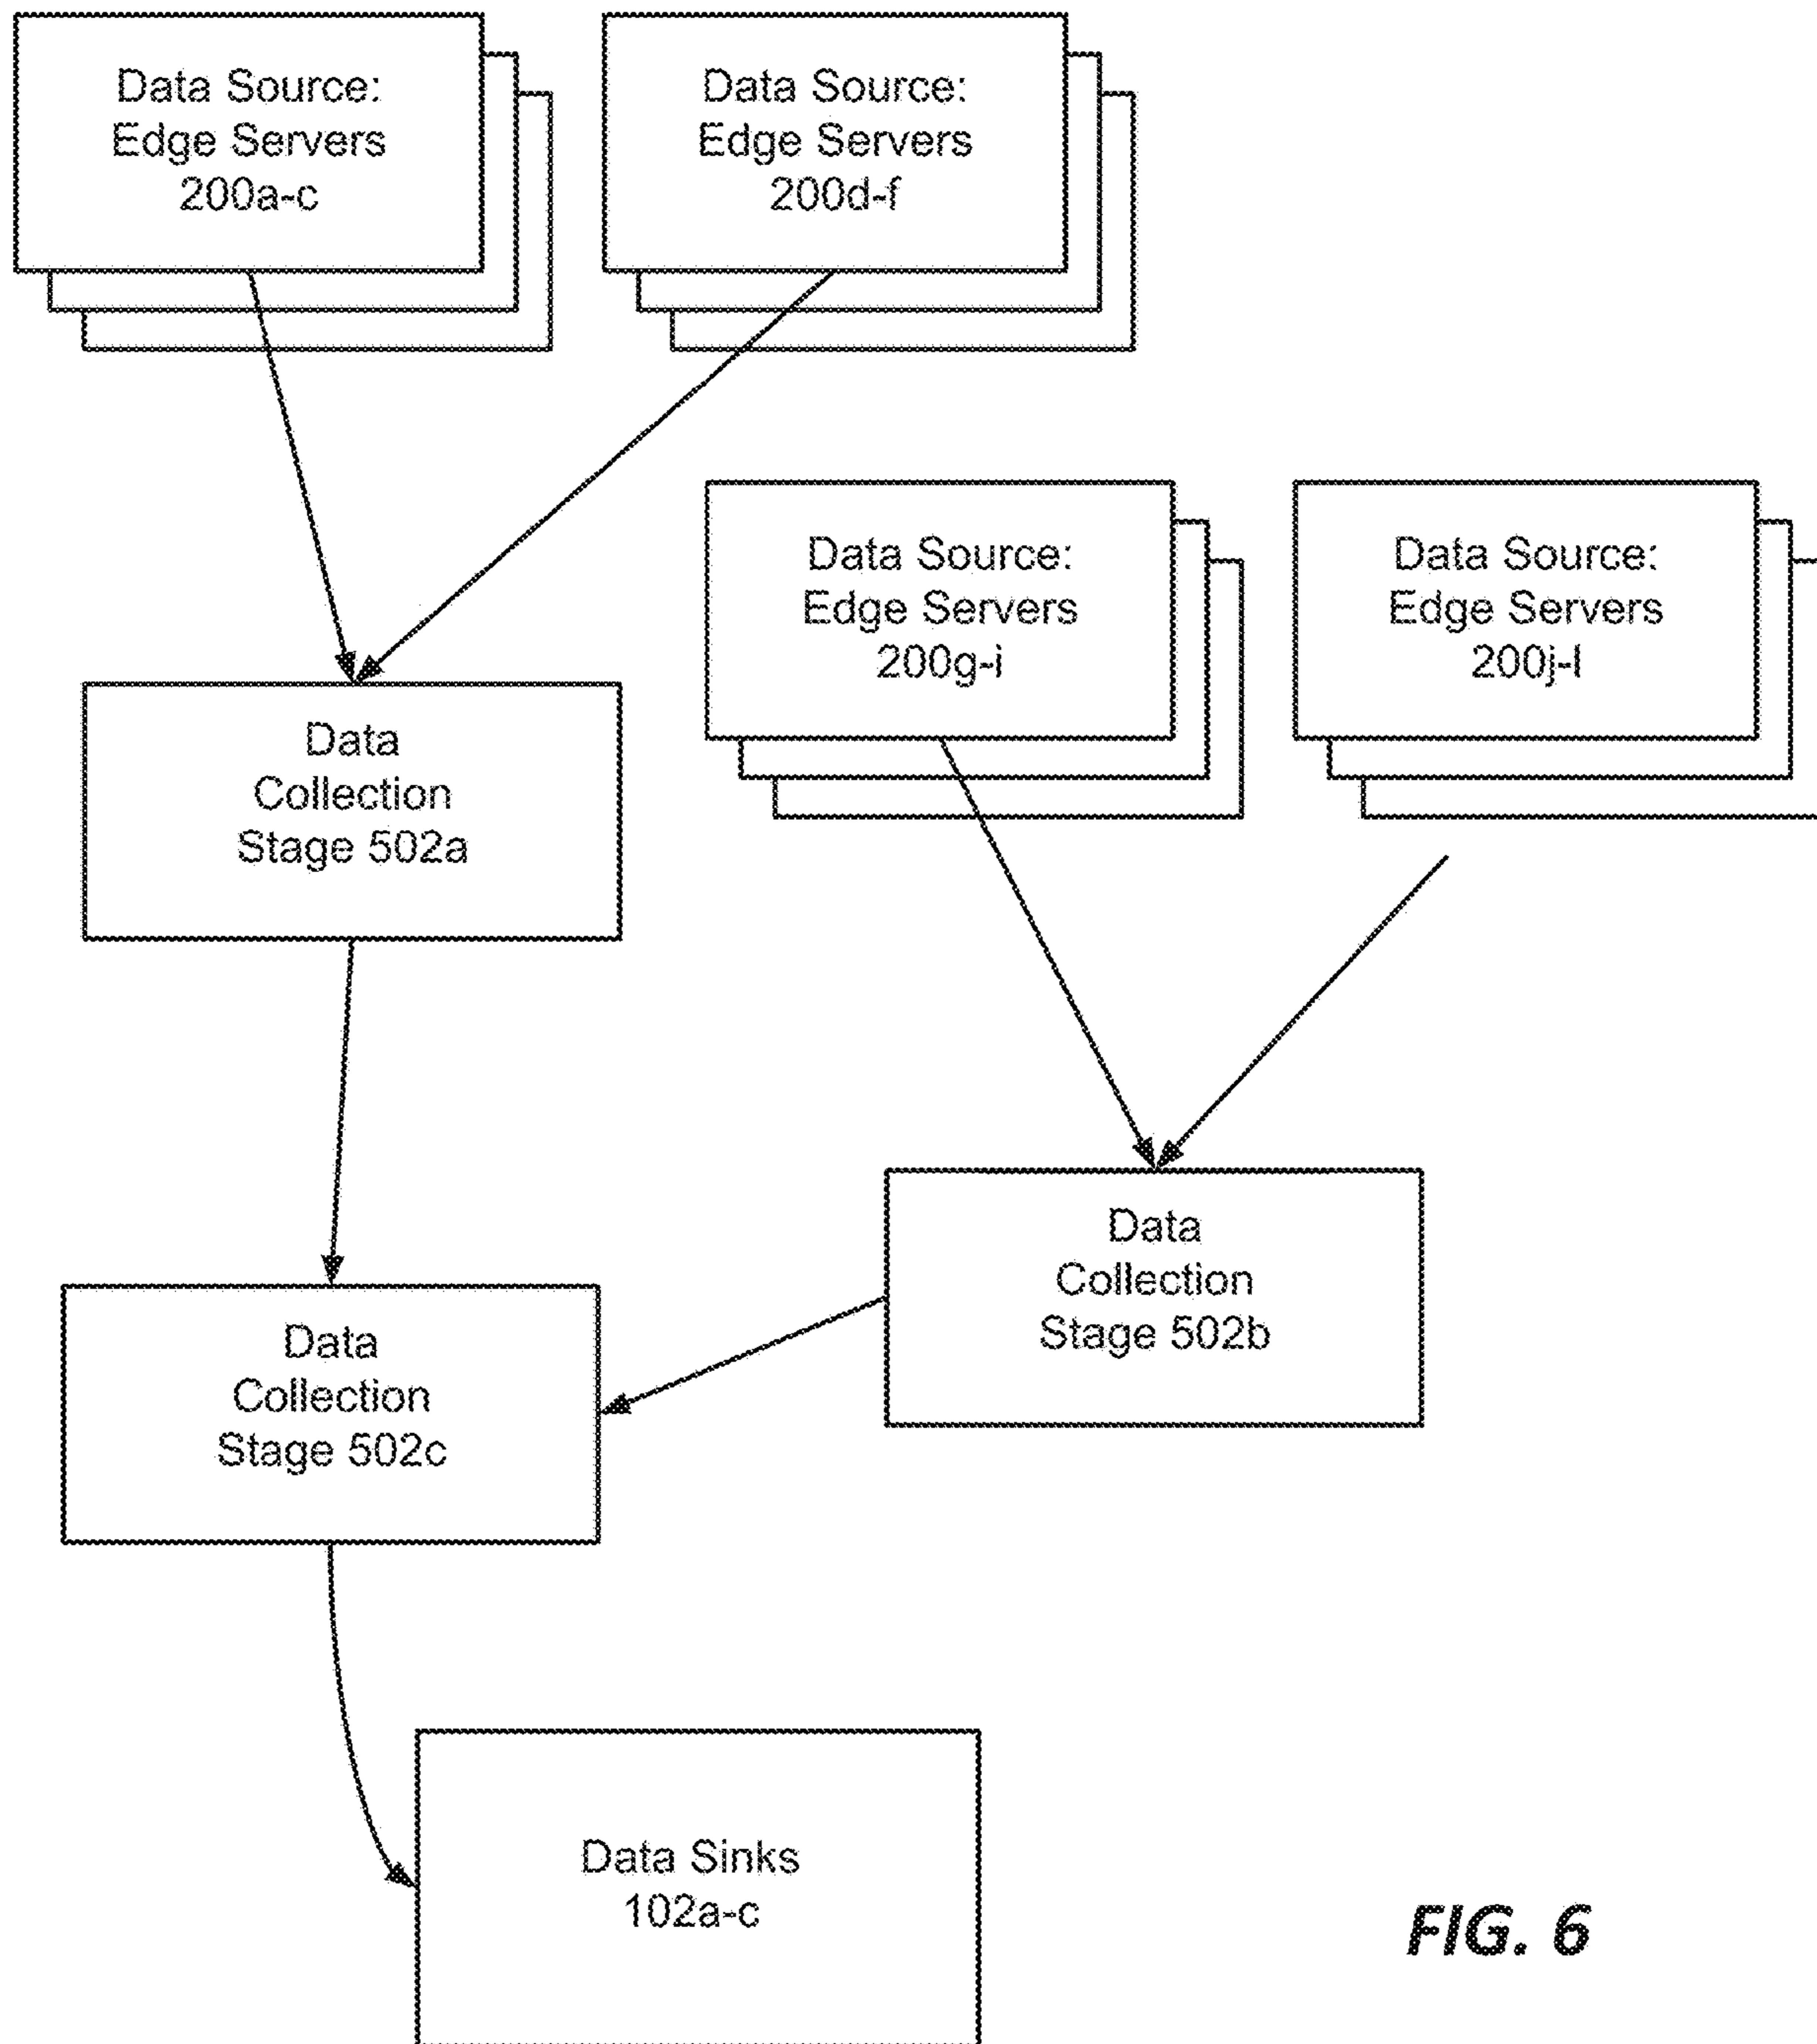 Data Source:
Edge Servers
200a-c
Data Source:
Edge Servers
200d-f
Data Source:
Edge Servers
200g-i
Data Source:
Edge Servers
200j-l
Data
Collection
Stage 502a
Data
Collection
Stage 502b
Data
Collection
Stage 502c
Data Sinks
102a-c
FIG. 6